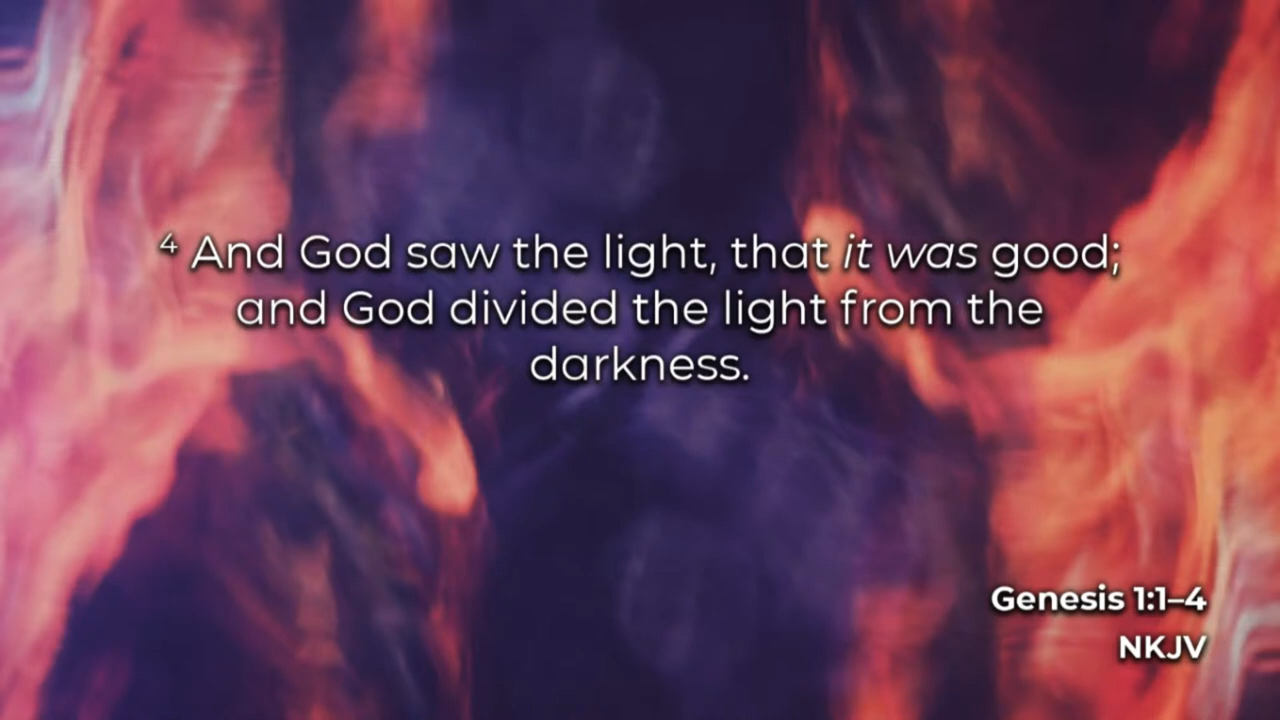 ⁴ And God saw the light, that it was good;
and God divided the light from the
darkness.
Genesis 1:1–4
NKJV